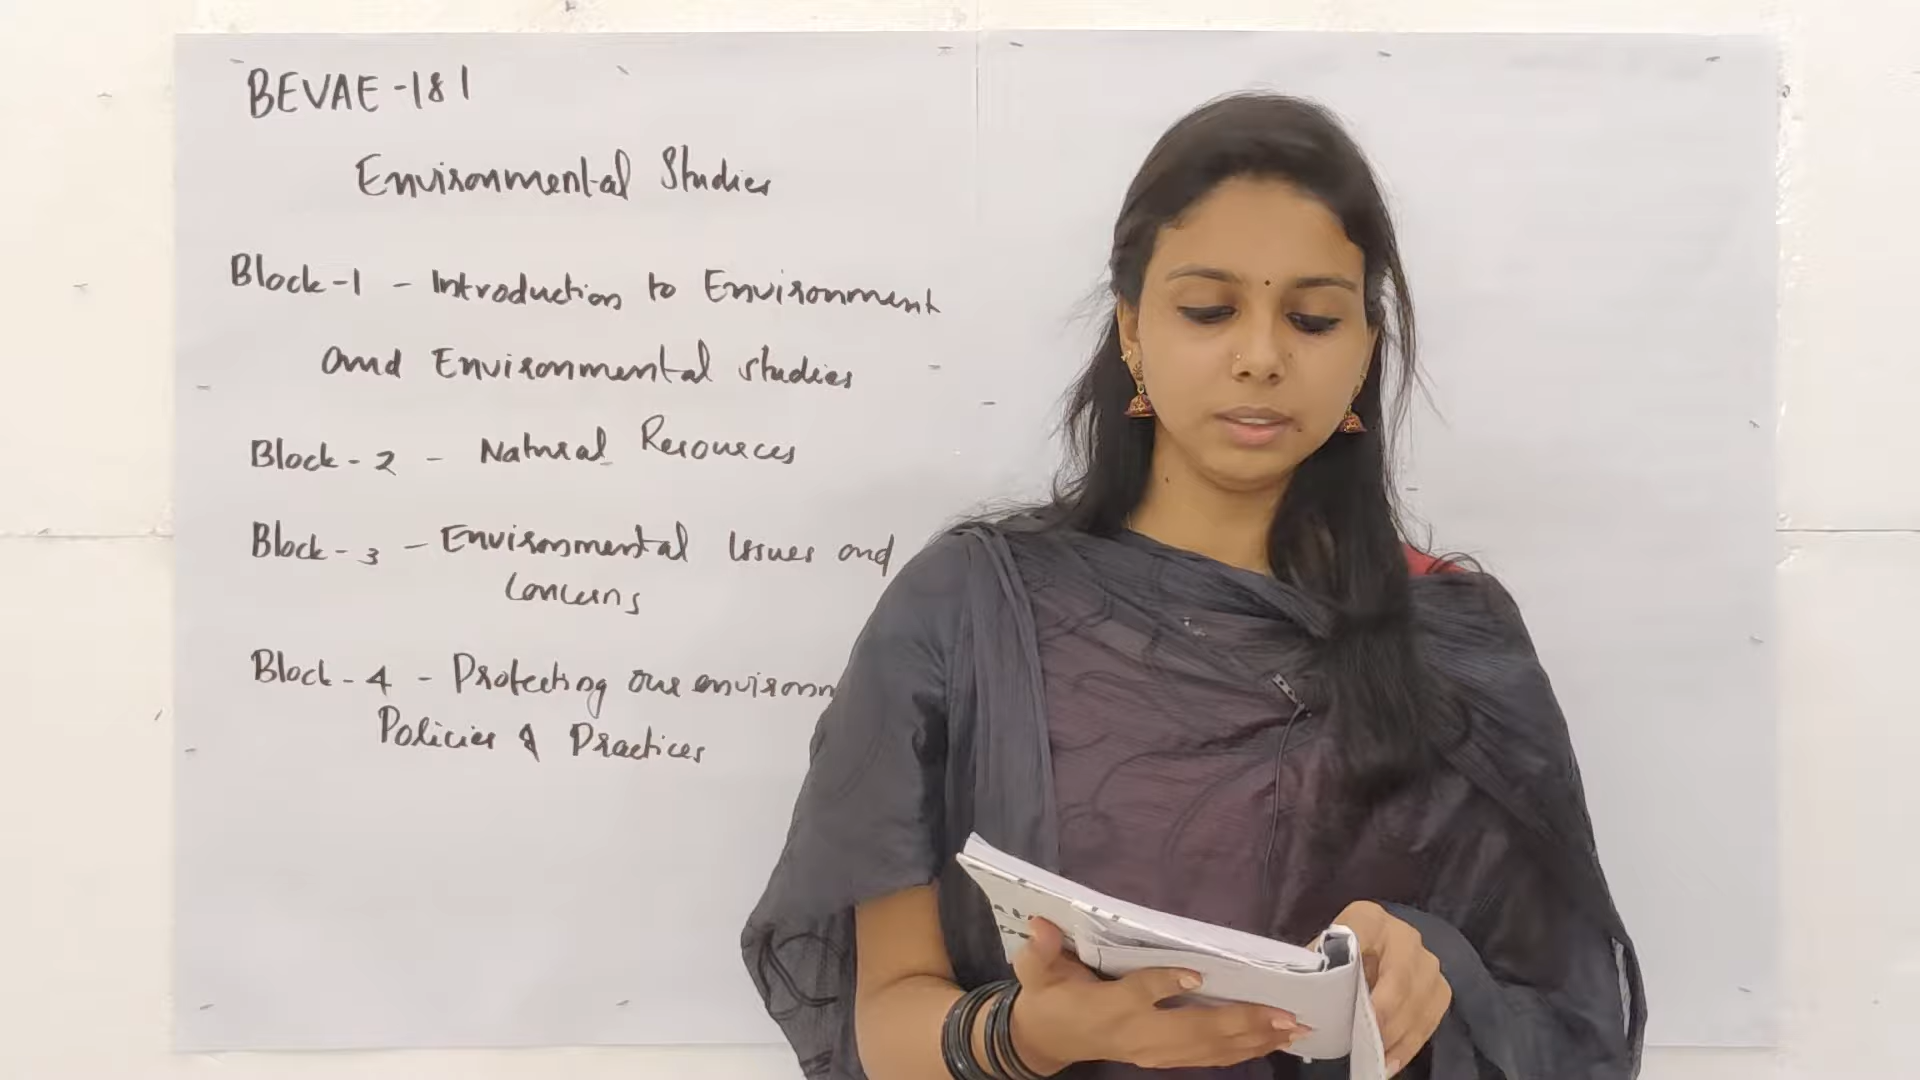 BEVAE-181
Environmental Studies
Block-1 - Introduction to Environment
and Environmental studies
Block-2 - Natural Resources
Block-3 - Environmental Issues and
Concerns
Block-4 - Protecting our environm
Policies & Practices